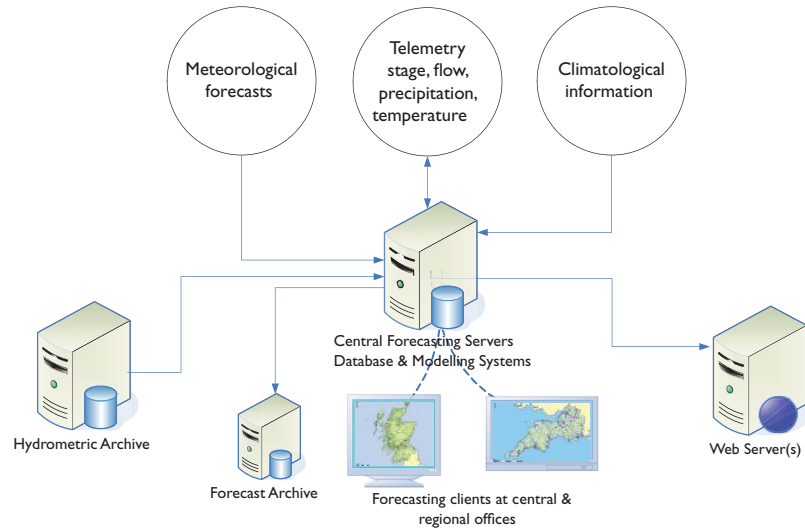 Meteorological
forecasts
Telemetry
stage, flow,
precipitation,
temperature
Climatological
information
Central Forecasting Servers
Database & Modelling Systems
Hydrometric Archive
Forecast Archive
Forecasting clients at central &
regional offices
Web Server(s)